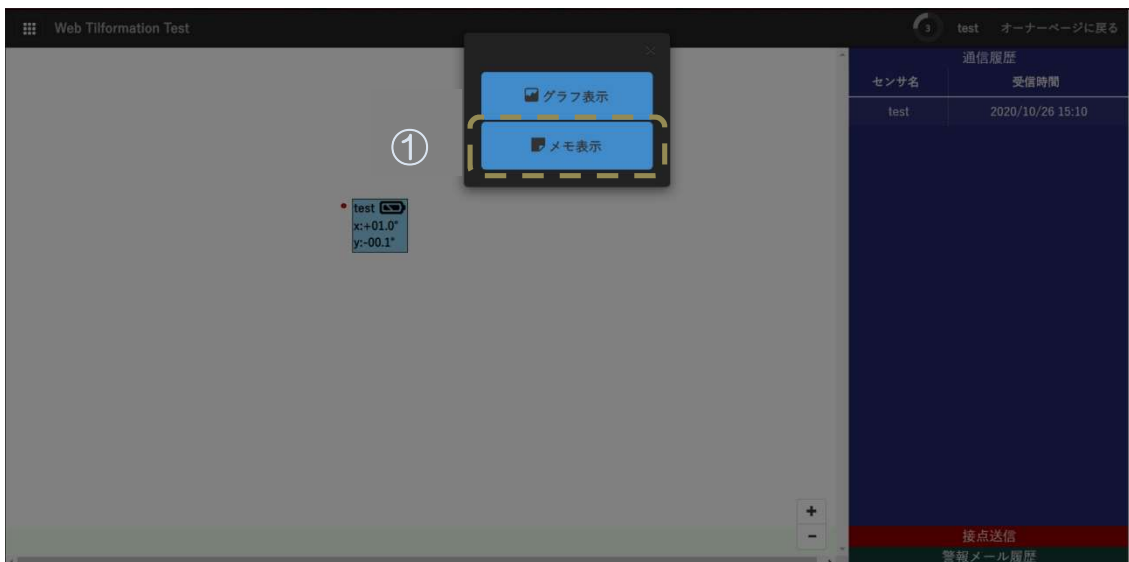 Web Tilformation Test
3 test オーナーページに戻る
×
グラフ表示
メモ表示
①
test
x:+01.0°
y:-00.1°
通信履歴
センサ名 受信時間
test 2020/10/26 15:10
+
-
接点送信
警報メール履歴